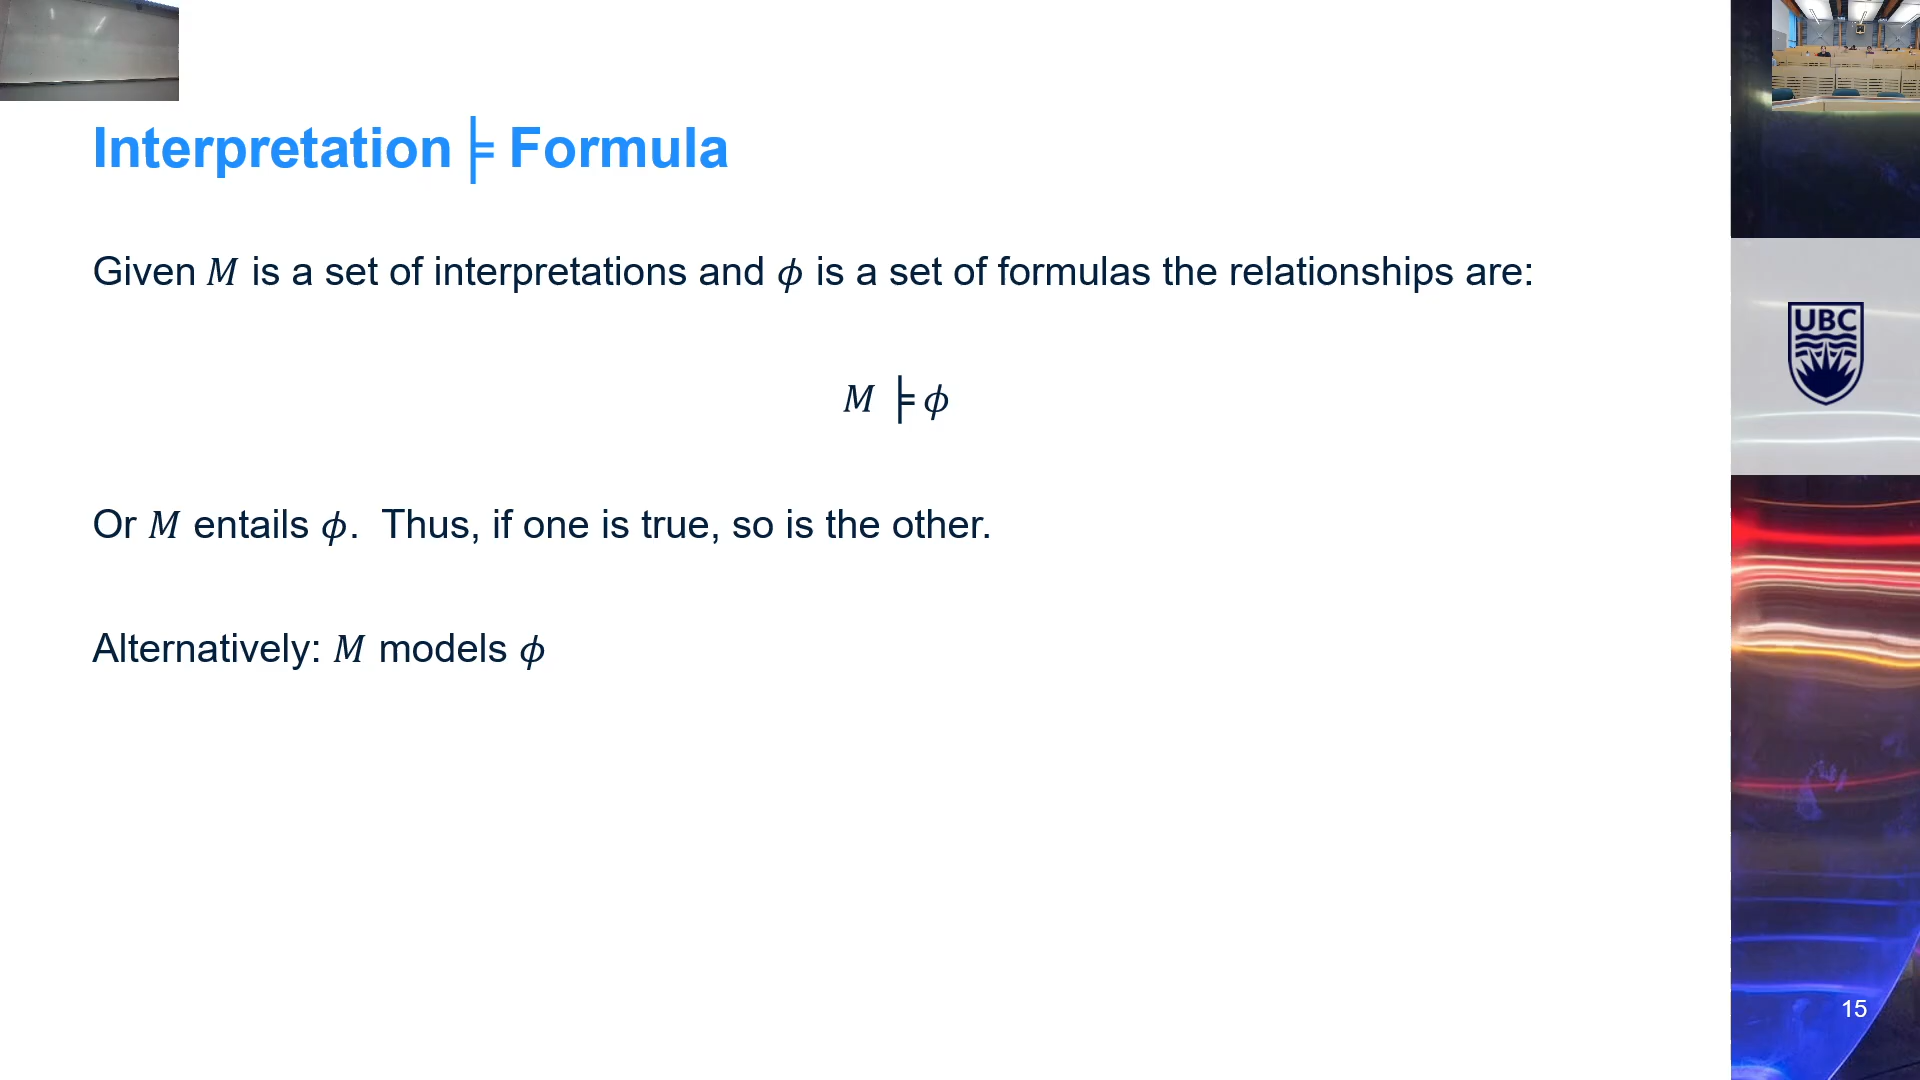 Interpretation ⊧ Formula
Given 𝑀 is a set of interpretations and 𝜙 is a set of formulas the relationships are:
𝑀 ⊧ 𝜙
Or 𝑀 entails 𝜙.  Thus, if one is true, so is the other.
Alternatively: 𝑀 models 𝜙
UBC
15